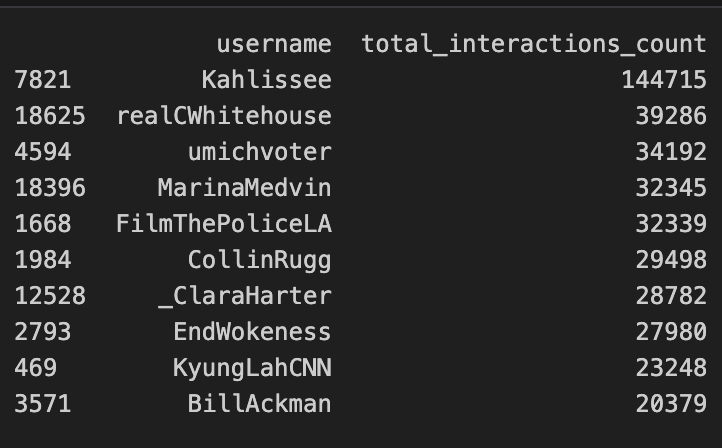 username total_interactions_count
7821 Kahlissee 144715
18625 realCWhitehouse 39286
4594 umichvoter 34192
18396 MarinaMedvin 32345
1668 FilmThePoliceLA 32339
1984 CollinRugg 29498
12528 _ClaraHarter 28782
2793 EndWokeness 27980
469 KyungLahCNN 23248
3571 BillAckman 20379